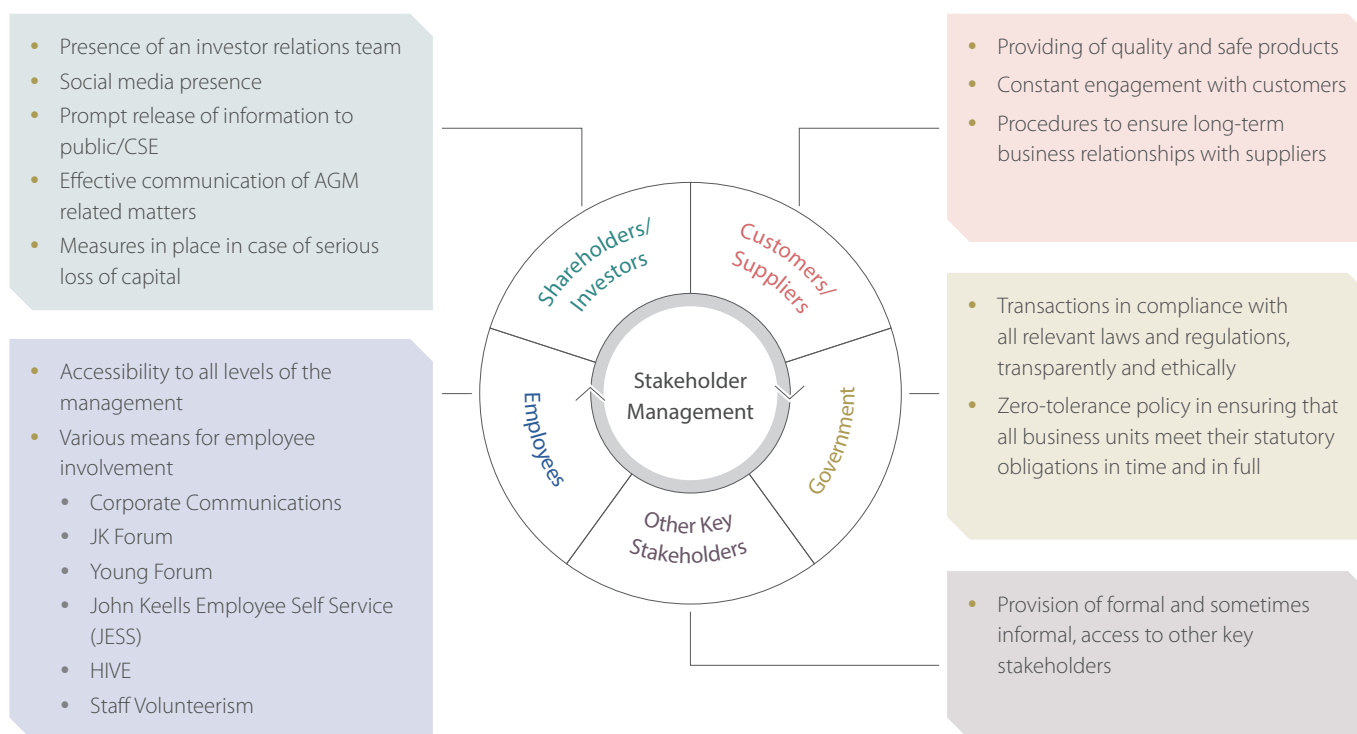 • Presence of an investor relations team
• Social media presence
• Prompt release of information to
public/CSE
• Effective communication of AGM
related matters
• Measures in place in case of serious
loss of capital
• Accessibility to all levels of the
management
• Various means for employee
involvement
• Corporate Communications
• JK Forum
• Young Forum
• John Keells Employee Self Service
(JESS)
• HIVE
• Staff Volunteerism
Shareholders/
Investors
Customers/
Suppliers
Employees
Stakeholder
Management
Government
Other Key
Stakeholders
• Providing of quality and safe products
• Constant engagement with customers
• Procedures to ensure long-term
business relationships with suppliers
• Transactions in compliance with
all relevant laws and regulations,
transparently and ethically
• Zero-tolerance policy in ensuring that
all business units meet their statutory
obligations in time and in full
• Provision of formal and sometimes
informal, access to other key
stakeholders